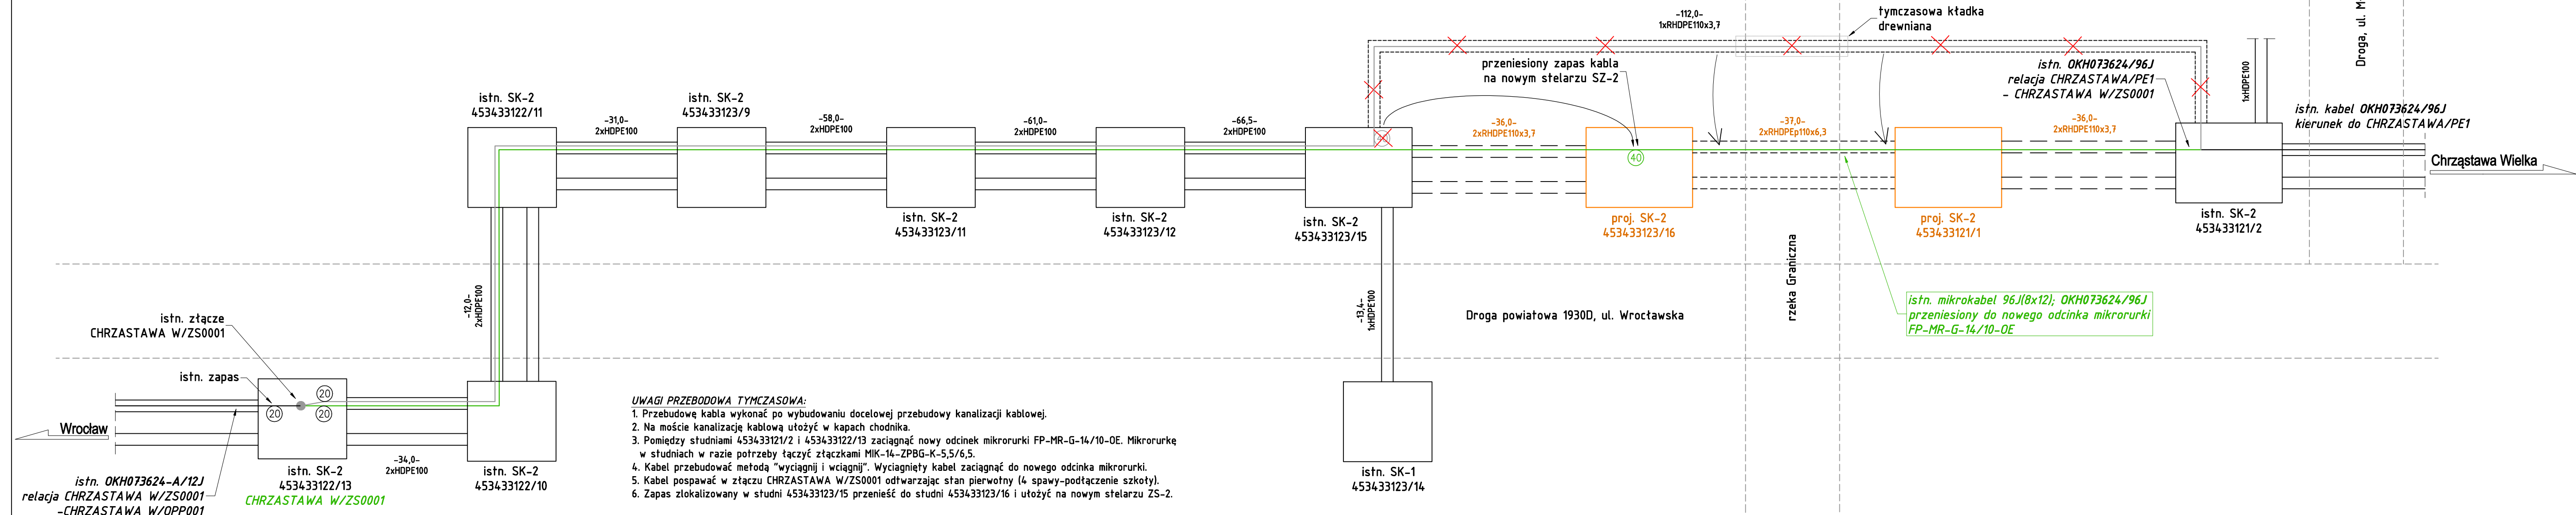 -112,0-
1xRHDPE110x3,7
tymczasowa kładka
drewniana
Droga, ul.
przeniesiony zapas kabla
na nowym stelarzu SZ-2
istn. OKH073624/96J
relacja CHRZASTAWA/PE1
- CHRZASTAWA W/ZS0001
1xHDPE100
istn. kabel OKH073624/96J
kierunek do CHRZASTAWA/PE1
istn. SK-2
453433122/11
-31,0-
2xHDPE100
istn. SK-2
453433123/9
-58,0-
2xHDPE100
-61,0-
2xHDPE100
-66,5-
2xHDPE100
-36,0-
2xRHDPE110x3,7
-37,0-
2xRHDPEp110x6,3
-36,0-
2xRHDPE110x3,7
40
Chrząstawa Wielka
istn. SK-2
453433123/11
istn. SK-2
453433123/12
istn. SK-2
453433123/15
proj. SK-2
453433123/16
proj. SK-2
453433121/1
istn. SK-2
453433121/2
rzeka Graniczna
-12,0-
2xHDPE100
-13,4-
1xHDPE100
Droga powiatowa 1930D, ul. Wrocławska
istn. mikrokabel 96J(8x12); OKH073624/96J
przeniesiony do nowego odcinka mikrorurki
FP-MR-G-14/10-OE
istn. złącze
CHRZASTAWA W/ZS0001
istn. zapas
20
20
20
Wrocław
istn. OKH073624-A/12J
relacja CHRZASTAWA W/ZS0001
-CHRZASTAWA W/OPP001
istn. SK-2
453433122/13
CHRZASTAWA W/ZS0001
-34,0-
2xHDPE100
istn. SK-2
453433122/10
UWAGI PRZEBODOWA TYMCZASOWA:
1. Przebudowę kabla wykonać po wybudowaniu docelowej przebudowy kanalizacji kablowej.
2. Na moście kanalizację kablową ułożyć w kapach chodnika.
3. Pomiędzy studniami 453433121/2 i 453433122/13 zaciągnąć nowy odcinek mikrorurki FP-MR-G-14/10-OE. Mikrorurkę
w studniach w razie potrzeby łączyć złączkami MIK-14-ZPBG-K-5,5/6,5.
4. Kabel przebudować metodą "wyciągnij i wciągnij". Wyciagnięty kabel zaciągnąć do nowego odcinka mikrorurki.
5. Kabel pospawać w złączu CHRZASTAWA W/ZS0001 odtwarzając stan pierwotny (4 spawy-podłączenie szkoły).
6. Zapas zlokalizowany w studni 453433123/15 przenieść do studni 453433123/16 i ułożyć na nowym stelarzu ZS-2.
istn. SK-1
453433123/14